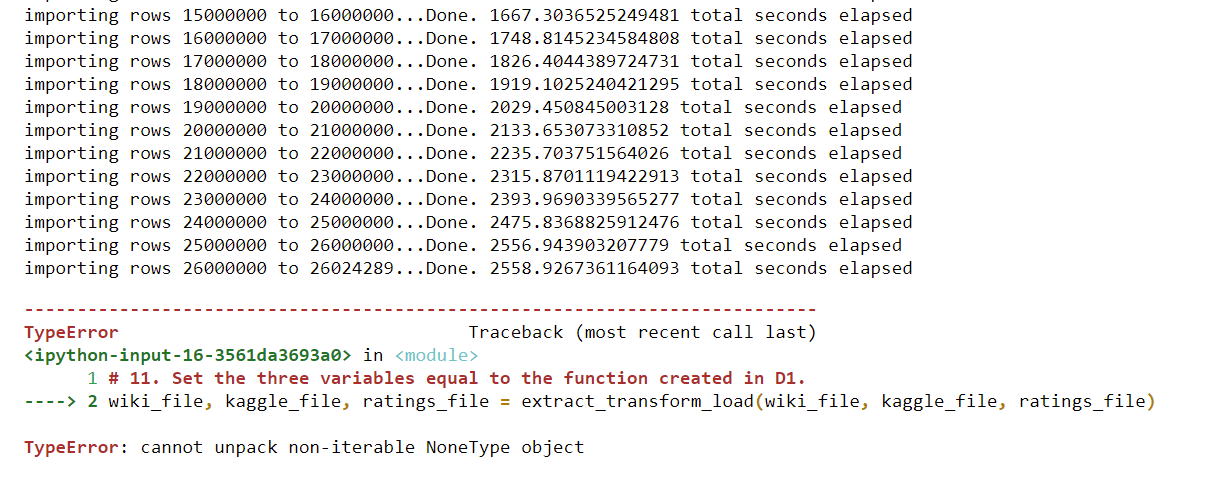 importing rows 15000000 to 16000000...Done. 1667.3036525249481 total seconds elapsed
importing rows 16000000 to 17000000...Done. 1748.8145234584808 total seconds elapsed
importing rows 17000000 to 18000000...Done. 1826.4044389724731 total seconds elapsed
importing rows 18000000 to 19000000...Done. 1919.1025240421295 total seconds elapsed
importing rows 19000000 to 20000000...Done. 2029.450845003128 total seconds elapsed
importing rows 20000000 to 21000000...Done. 2133.653073310852 total seconds elapsed
importing rows 21000000 to 22000000...Done. 2235.703751564026 total seconds elapsed
importing rows 22000000 to 23000000...Done. 2315.8701119422913 total seconds elapsed
importing rows 23000000 to 24000000...Done. 2393.9690339565277 total seconds elapsed
importing rows 24000000 to 25000000...Done. 2475.8368825912476 total seconds elapsed
importing rows 25000000 to 26000000...Done. 2556.943903207779 total seconds elapsed
importing rows 26000000 to 26024289...Done. 2558.9267361164093 total seconds elapsed
---------------------------------------------------------------------------
TypeError                                 Traceback (most recent call last)
<ipython-input-16-3561da3693a0> in <module>
      1 # 11. Set the three variables equal to the function created in D1.
----> 2 wiki_file, kaggle_file, ratings_file = extract_transform_load(wiki_file, kaggle_file, ratings_file)
TypeError: cannot unpack non-iterable NoneType object